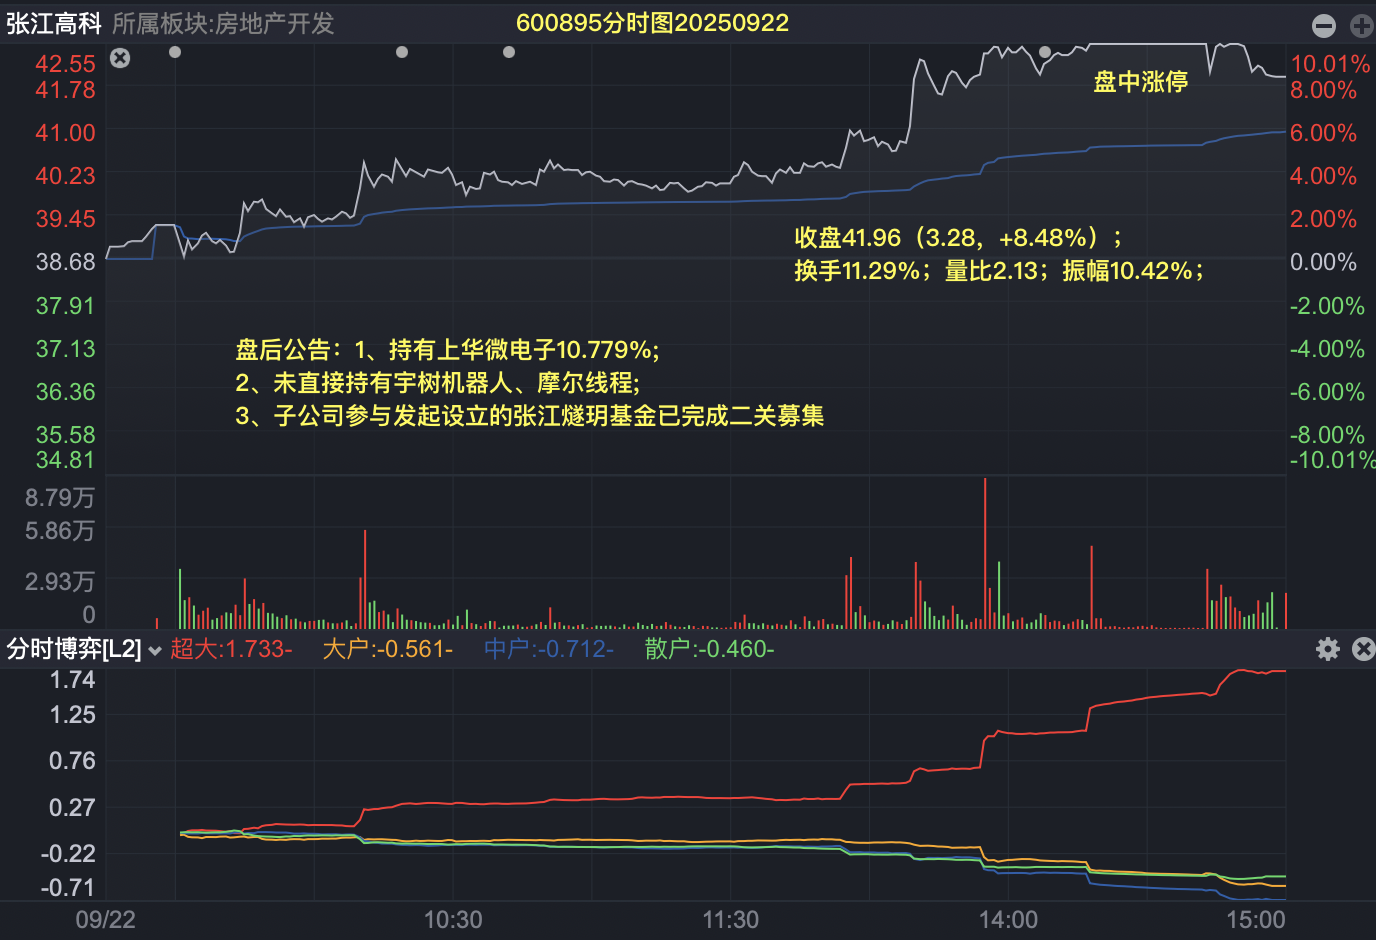 张江高科 所属板块:房地产开发 600895分时图20250922
42.55 10.01%
41.78 8.00%
盘中涨停
41.00 6.00%
40.23 4.00%
39.45 2.00%
收盘41.96（3.28，+8.48%）；
38.68 0.00%
换手11.29%；量比2.13；振幅10.42%；
37.91 -2.00%
37.13 -4.00%
盘后公告：1、持有上华微电子10.779%;
2、未直接持有宇树机器人、摩尔线程;
36.36 -6.00%
3、子公司参与发起设立的张江燧玥基金已完成二关募集
35.58 -8.00%
34.81 -10.01%
8.79万
5.86万
2.93万
0
分时博弈[L2] 超大:1.733- 大户:-0.561- 中户:-0.712- 散户:-0.460-
1.74
1.25
0.76
0.27
-0.22
-0.71
09/22 10:30 11:30 14:00 15:00